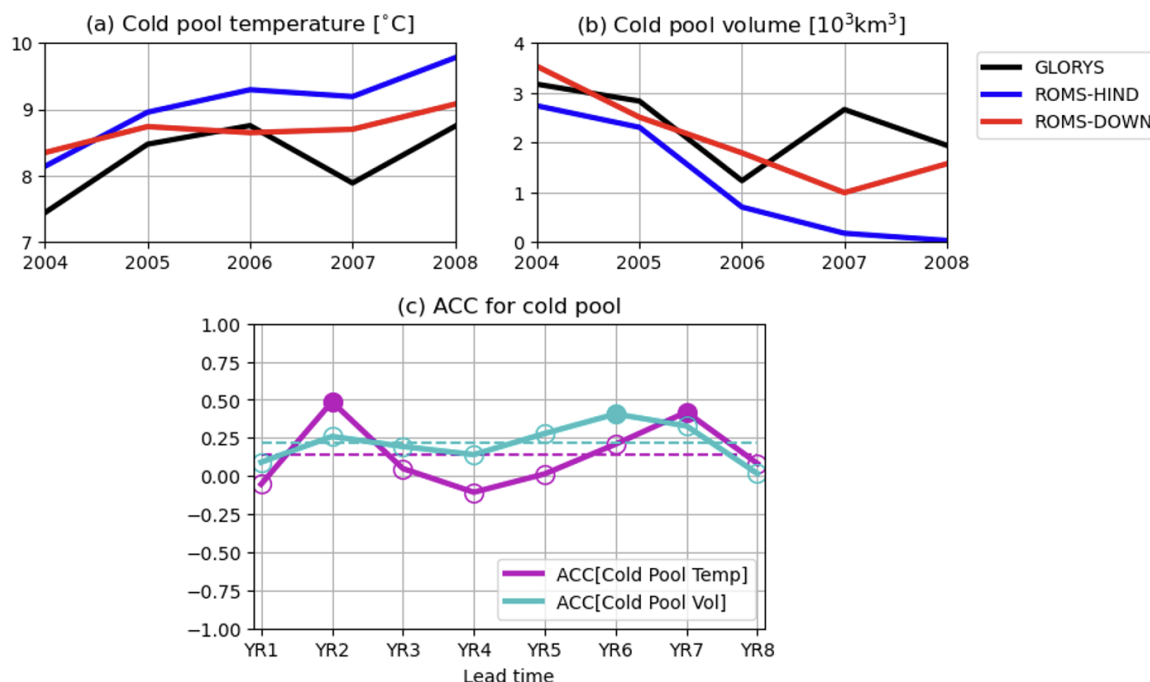 (a) Cold pool temperature [°C]
10
9
8
7
2004 2005 2006 2007 2008
(b) Cold pool volume [10³km³]
4
3
2
1
0
2004 2005 2006 2007 2008
GLORYS
ROMS-HIND
ROMS-DOWN
(c) ACC for cold pool
1.00
0.75
0.50
0.25
0.00
−0.25
−0.50
−0.75
−1.00
ACC[Cold Pool Temp]
ACC[Cold Pool Vol]
YR1 YR2 YR3 YR4 YR5 YR6 YR7 YR8
Lead time